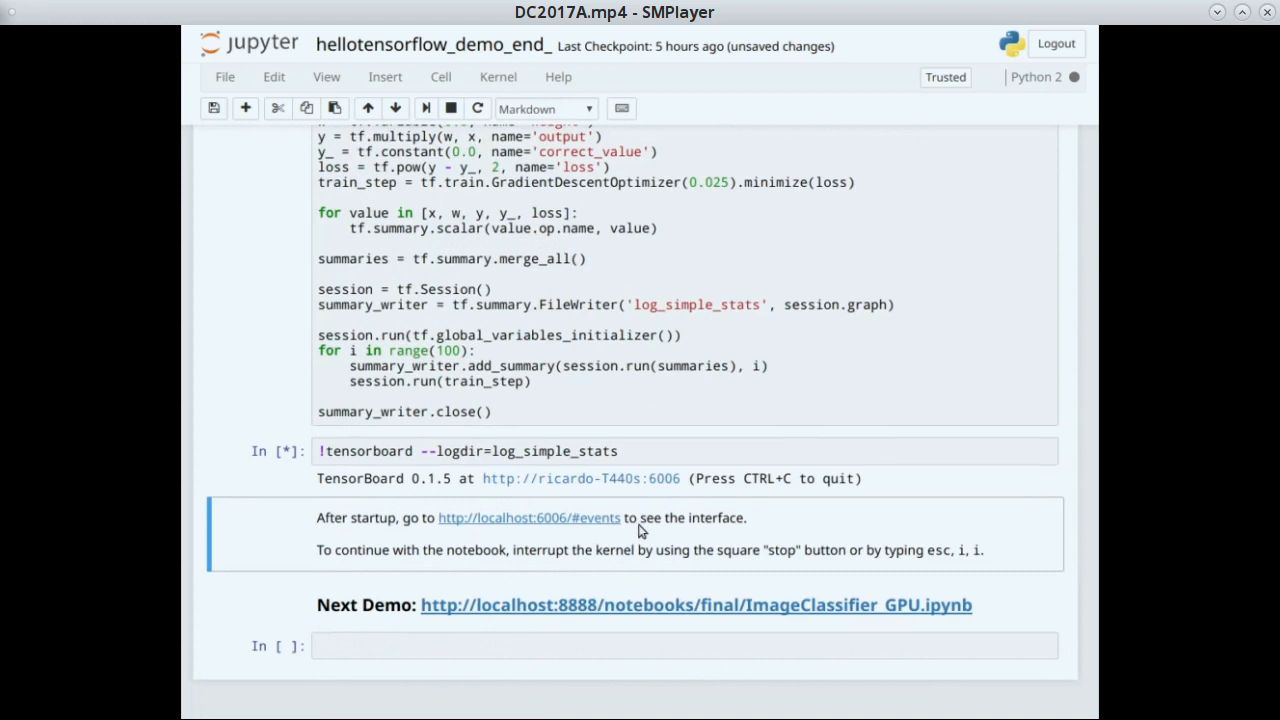 DC2017A.mp4 - SMPlayer
jupyter hellotensorflow_demo_end_ Last Checkpoint: 5 hours ago (unsaved changes) Logout
File Edit View Insert Cell Kernel Help Trusted Python 2
Markdown
y = tf.multiply(w, x, name='output')
y_ = tf.constant(0.0, name='correct_value')
loss = tf.pow(y - y_, 2, name='loss')
train_step = tf.train.GradientDescentOptimizer(0.025).minimize(loss)
for value in [x, w, y, y_, loss]:
    tf.summary.scalar(value.op.name, value)
summaries = tf.summary.merge_all()
session = tf.Session()
summary_writer = tf.summary.FileWriter('log_simple_stats', session.graph)
session.run(tf.global_variables_initializer())
for i in range(100):
    summary_writer.add_summary(session.run(summaries), i)
    session.run(train_step)
summary_writer.close()
In [*]: !tensorboard --logdir=log_simple_stats
TensorBoard 0.1.5 at http://ricardo-T440s:6006 (Press CTRL+C to quit)
After startup, go to http://localhost:6006/#events to see the interface.
To continue with the notebook, interrupt the kernel by using the square "stop" button or by typing esc, i, i.
Next Demo: http://localhost:8888/notebooks/final/ImageClassifier_GPU.ipynb
In [ ]: